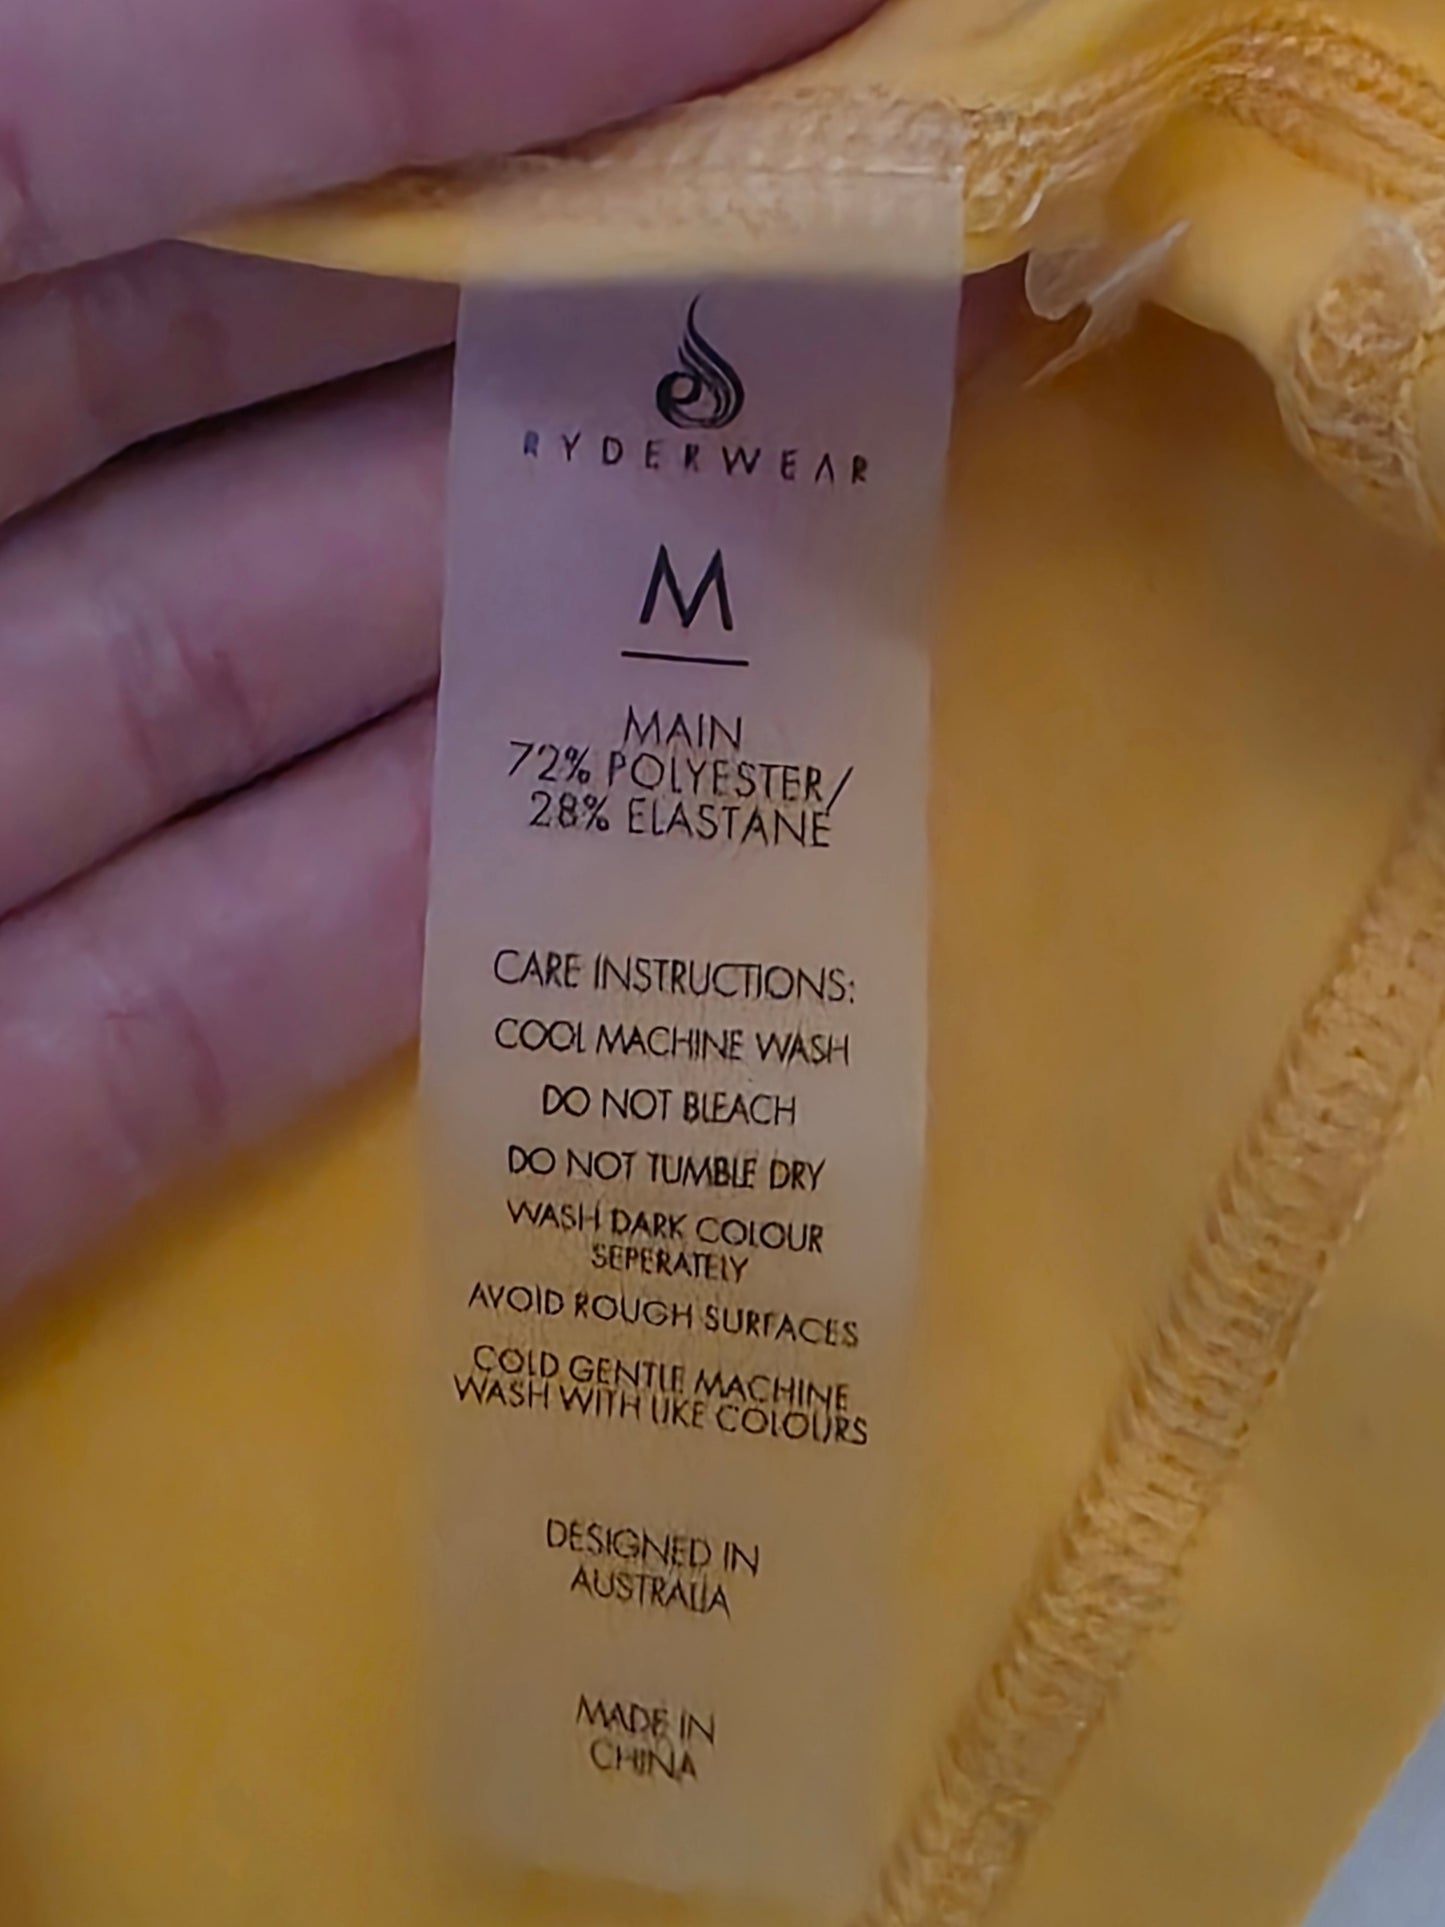 RYDERWEAR
M
MAIN
72% POLYESTER/
28% ELASTANE
CARE INSTRUCTIONS:
COOL MACHINE WASH
DO NOT BLEACH
DO NOT TUMBLE DRY
WASH DARK COLOUR
SEPERATELY
AVOID ROUGH SURFACES
COLD GENTLE MACHINE
WASH WITH LIKE COLOURS
DESIGNED IN
AUSTRALIA
MADE IN
CHINA